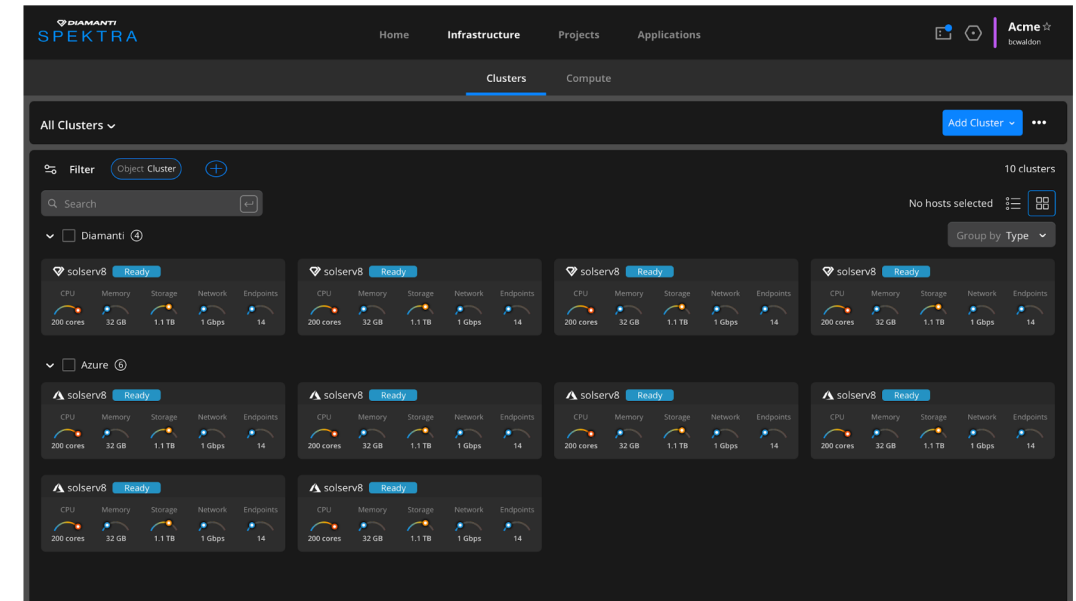 DIAMANTI
SPEKTRA
Home Infrastructure Projects Applications
Acme
bcwaldon
Clusters Compute
All Clusters
Add Cluster
Filter Object Cluster 10 clusters
Search No hosts selected
Diamanti 4 Group by Type
solserv8 Ready solserv8 Ready solserv8 Ready solserv8 Ready
CPU Memory Storage Network Endpoints CPU Memory Storage Network Endpoints CPU Memory Storage Network Endpoints CPU Memory Storage Network Endpoints
200 cores 32 GB 1.1 TB 1 Gbps 14 200 cores 32 GB 1.1 TB 1 Gbps 14 200 cores 32 GB 1.1 TB 1 Gbps 14 200 cores 32 GB 1.1 TB 1 Gbps 14
Azure 6
solserv8 Ready solserv8 Ready solserv8 Ready solserv8 Ready
CPU Memory Storage Network Endpoints CPU Memory Storage Network Endpoints CPU Memory Storage Network Endpoints CPU Memory Storage Network Endpoints
200 cores 32 GB 1.1 TB 1 Gbps 14 200 cores 32 GB 1.1 TB 1 Gbps 14 200 cores 32 GB 1.1 TB 1 Gbps 14 200 cores 32 GB 1.1 TB 1 Gbps 14
solserv8 Ready solserv8 Ready
CPU Memory Storage Network Endpoints CPU Memory Storage Network Endpoints
200 cores 32 GB 1.1 TB 1 Gbps 14 200 cores 32 GB 1.1 TB 1 Gbps 14